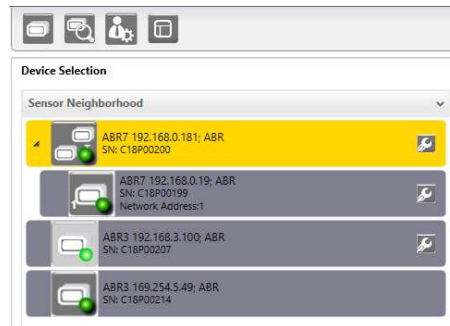 Device Selection
Sensor Neighborhood
ABR7 192.168.0.181; ABR
SN: C18P00200
ABR7 192.168.0.19; ABR
SN: C18P00199
Network Address:1
ABR3 192.168.3.100; ABR
SN: C18P00207
ABR3 169.254.5.49; ABR
SN: C18P00214